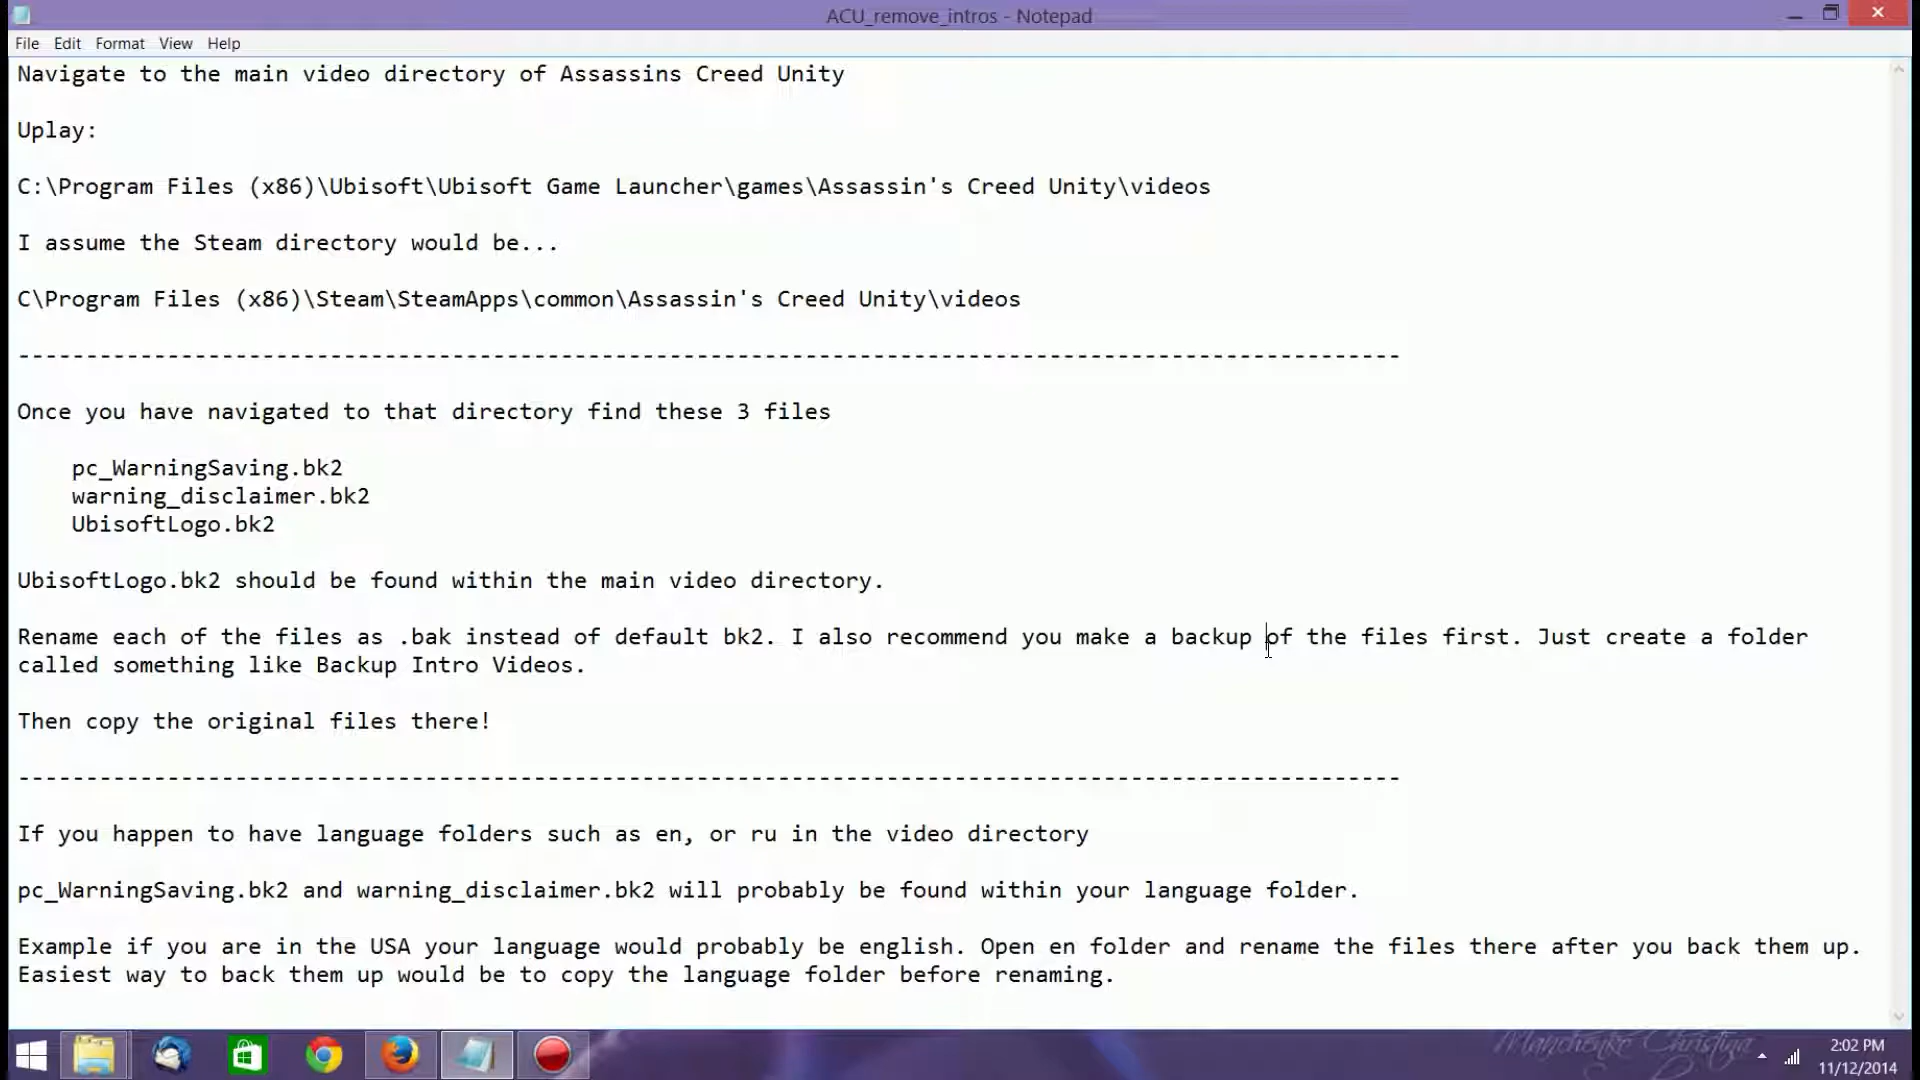 ACU_remove_intros - Notepad
File Edit Format View Help
Navigate to the main video directory of Assassins Creed Unity
Uplay:
C:\Program Files (x86)\Ubisoft\Ubisoft Game Launcher\games\Assassin's Creed Unity\videos
I assume the Steam directory would be...
C\Program Files (x86)\Steam\SteamApps\common\Assassin's Creed Unity\videos
------------------------------------------------------------------------------------------------------
Once you have navigated to that directory find these 3 files
pc_WarningSaving.bk2
warning_disclaimer.bk2
UbisoftLogo.bk2
UbisoftLogo.bk2 should be found within the main video directory.
Rename each of the files as .bak instead of default bk2. I also recommend you make a backup of the files first. Just create a folder
called something like Backup Intro Videos.
Then copy the original files there!
------------------------------------------------------------------------------------------------------
If you happen to have language folders such as en, or ru in the video directory
pc_WarningSaving.bk2 and warning_disclaimer.bk2 will probably be found within your language folder.
Example if you are in the USA your language would probably be english. Open en folder and rename the files there after you back them up.
Easiest way to back them up would be to copy the language folder before renaming.
Manchenko Christina
2:02 PM
11/12/2014